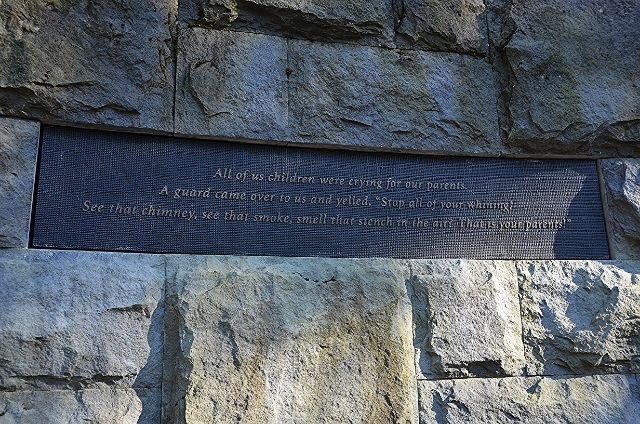 All of us children were crying for our parents.
A guard came over to us and yelled, "Stop all of your whining!
See that chimney, see that smoke, smell that stench in the air? That is your parents!"